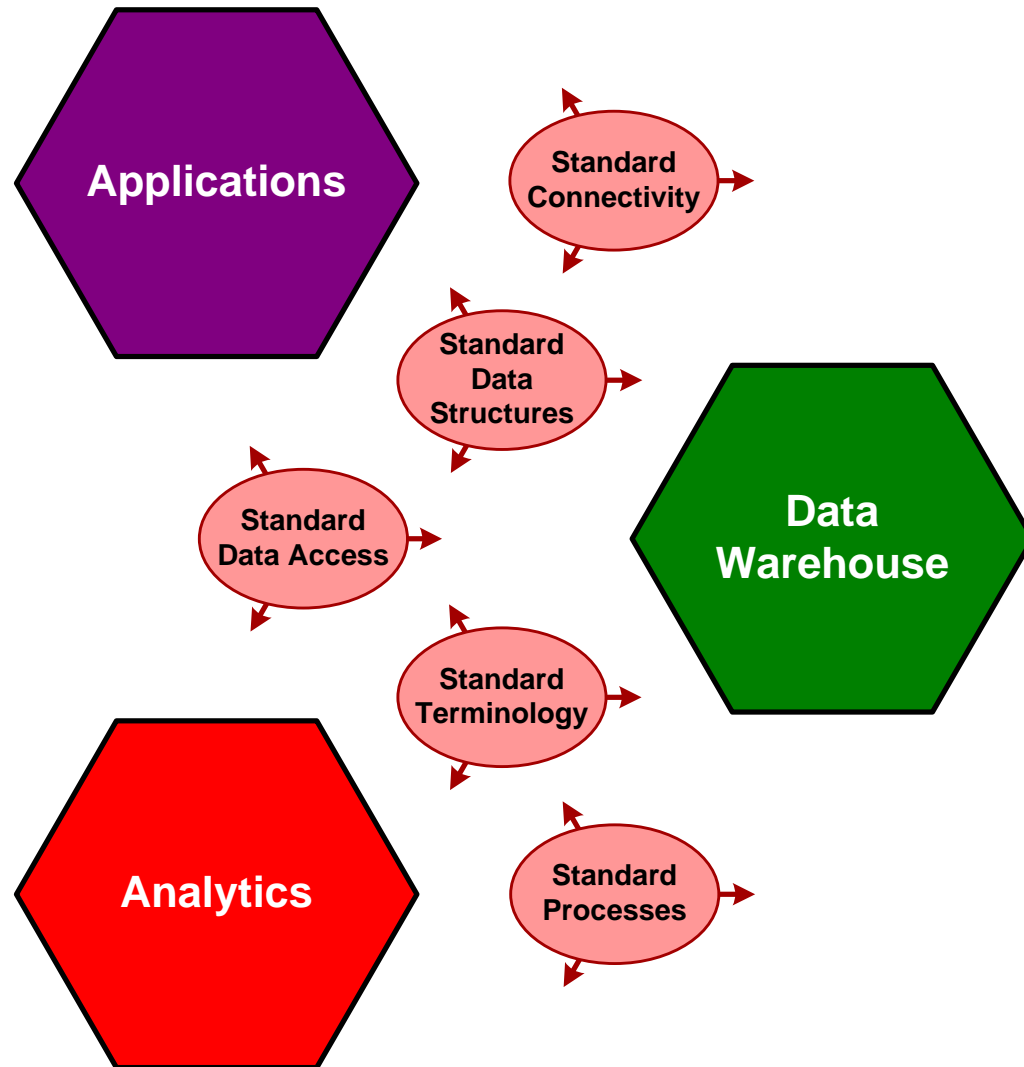 Applications
Standard
Connectivity
Standard
Data
Structures
Standard
Data Access
Data
Warehouse
Standard
Terminology
Analytics
Standard
Processes